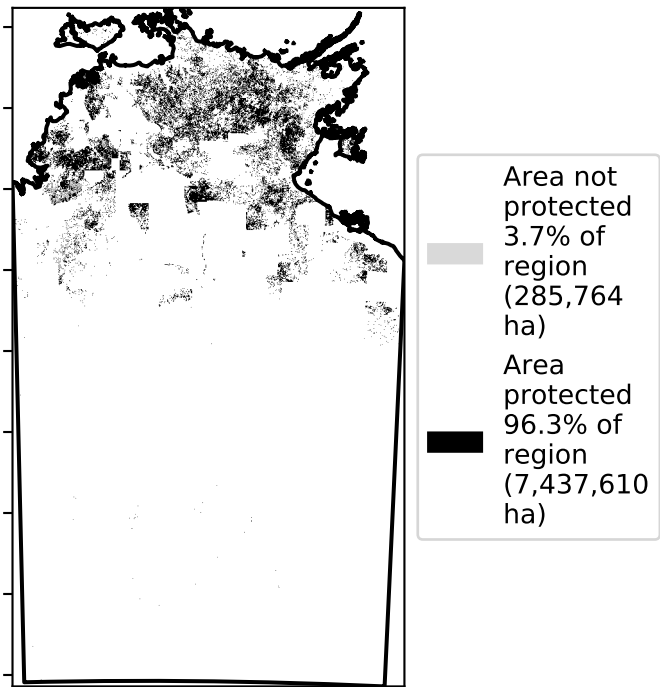 Area not
protected
3.7% of
region
(285,764
ha)
Area
protected
96.3% of
region
(7,437,610
ha)